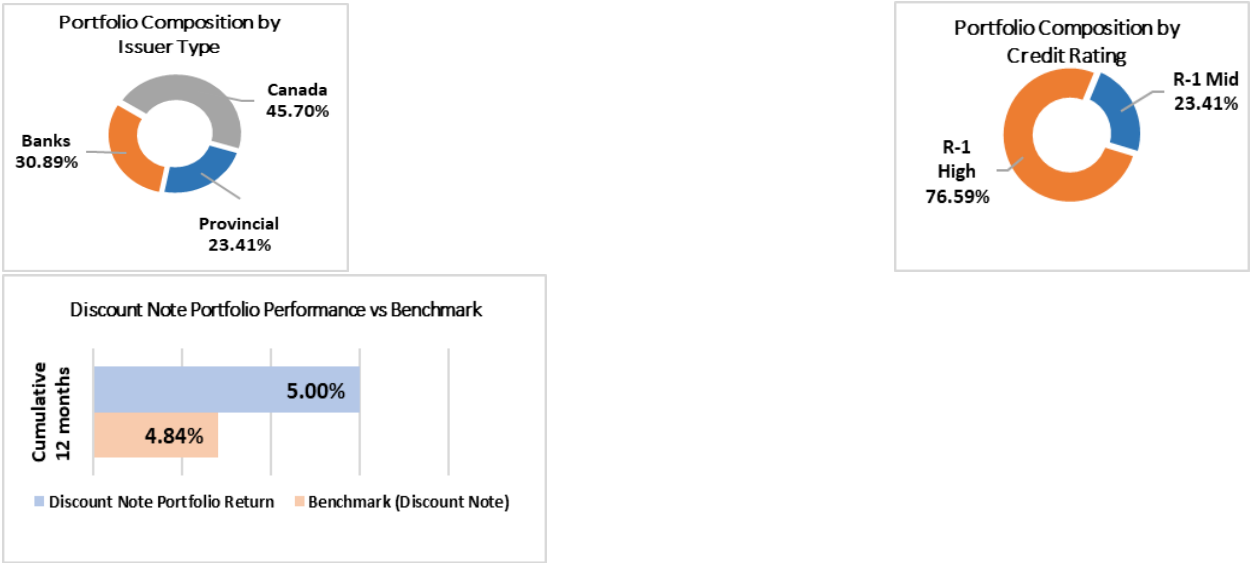 Portfolio Composition by
Issuer Type
Canada
45.70%
Banks
30.89%
Provincial
23.41%
Portfolio Composition by
Credit Rating
R-1 Mid
23.41%
R-1
High
76.59%
Discount Note Portfolio Performance vs Benchmark
Cumulative
12 months
5.00%
4.84%
Discount Note Portfolio Return
Benchmark (Discount Note)